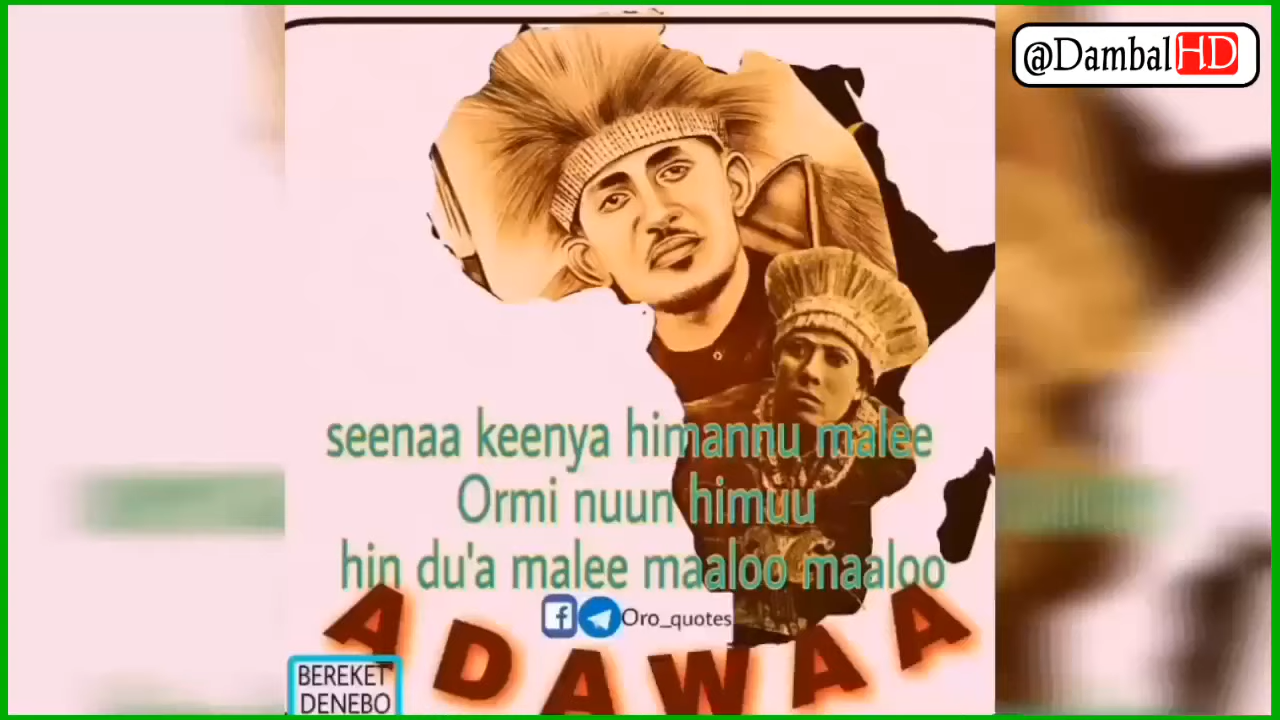 @DambalHD
seenaa keenya himannu malee
Ormi nuun himuu
hin du'a malee maaloo maaloo
Oro_quotes
ADAWAA
BEREKET
DENEBO